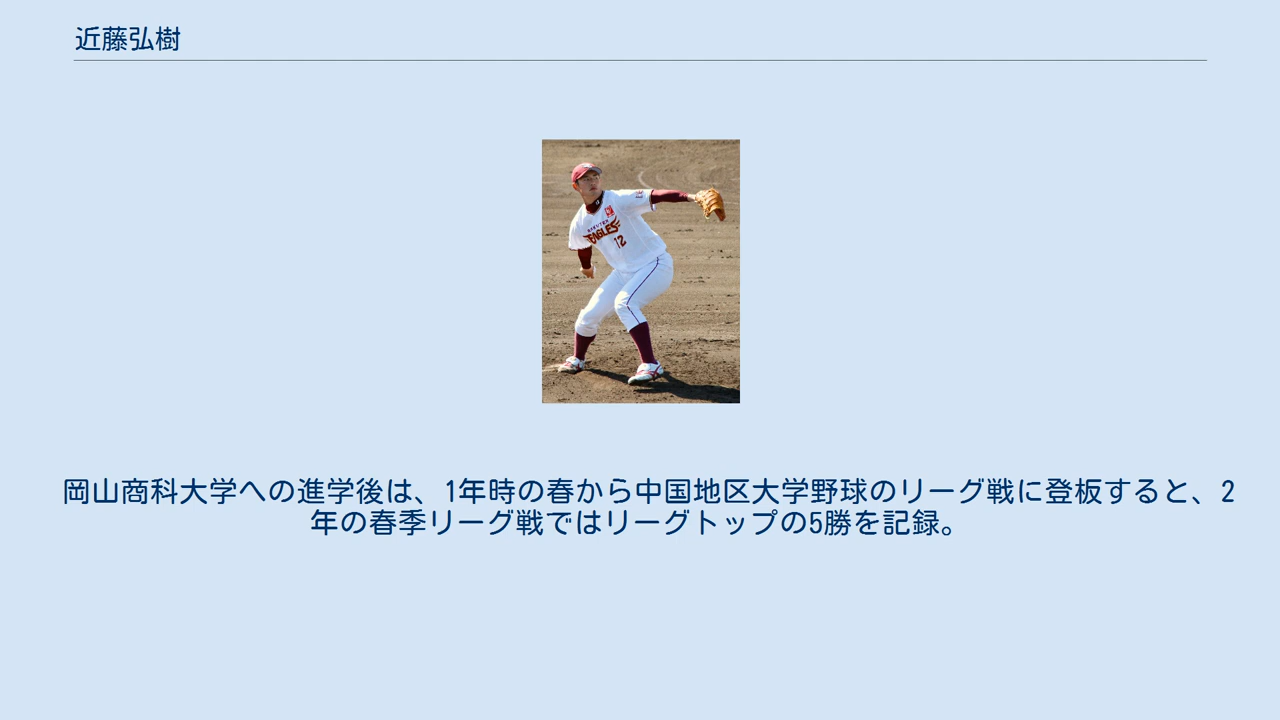 近藤弘樹
EAGLES
12
岡山商科大学への進学後は、1年時の春から中国地区大学野球のリーグ戦に登板すると、2
年の春季リーグ戦ではリーグトップの5勝を記録。